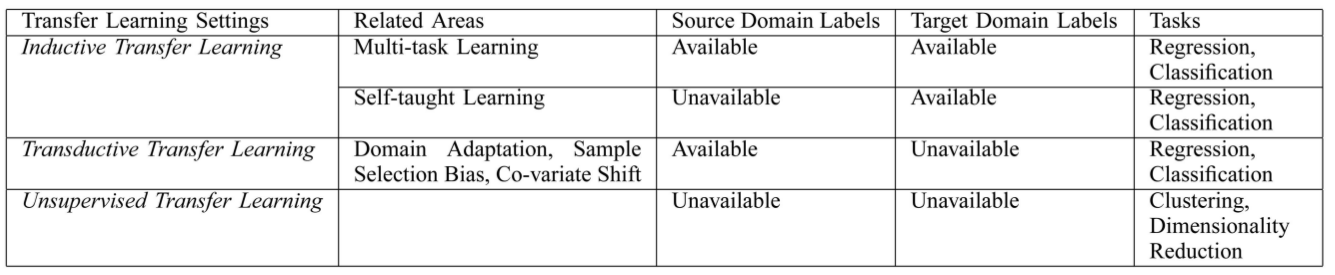 Transfer Learning Settings Related Areas Source Domain Labels Target Domain Labels Tasks
Inductive Transfer Learning Multi-task Learning Available Available Regression,
Classification
Self-taught Learning Unavailable Available Regression,
Classification
Transductive Transfer Learning Domain Adaptation, Sample Available Unavailable Regression,
Selection Bias, Co-variate Shift Classification
Unsupervised Transfer Learning Unavailable Unavailable Clustering,
Dimensionality
Reduction